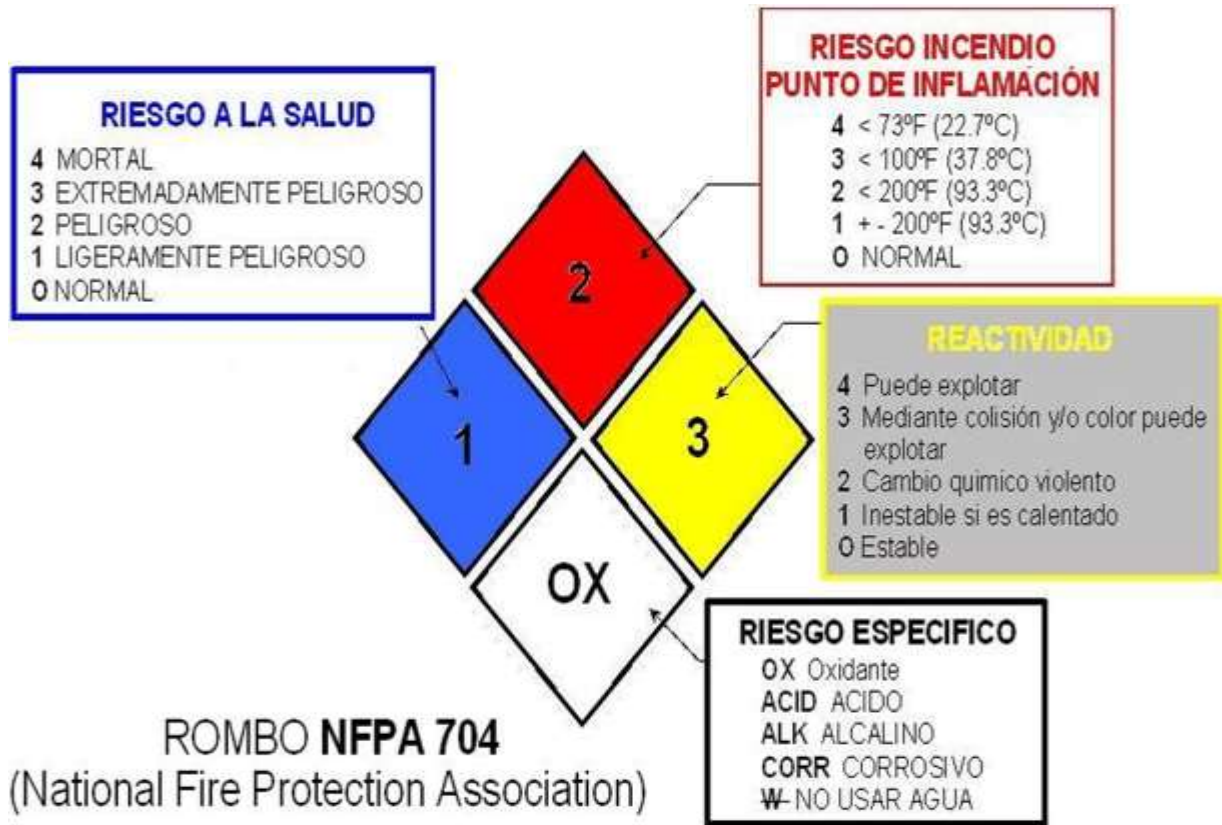 RIESGO A LA SALUD
4 MORTAL
3 EXTREMADAMENTE PELIGROSO
2 PELIGROSO
1 LIGERAMENTE PELIGROSO
0 NORMAL
RIESGO INCENDIO
PUNTO DE INFLAMACIÓN
4 < 73ºF (22.7ºC)
3 < 100ºF (37.8ºC)
2 < 200ºF (93.3ºC)
1 + - 200ºF (93.3ºC)
0 NORMAL
2
1
3
OX
REACTIVIDAD
4 Puede explotar
3 Mediante colisión y/o color puede
explotar
2 Cambio quimico violento
1 Inestable si es calentado
0 Estable
RIESGO ESPECIFICO
OX Oxidante
ACID ACIDO
ALK ALCALINO
CORR CORROSIVO
W NO USAR AGUA
ROMBO NFPA 704
(National Fire Protection Association)